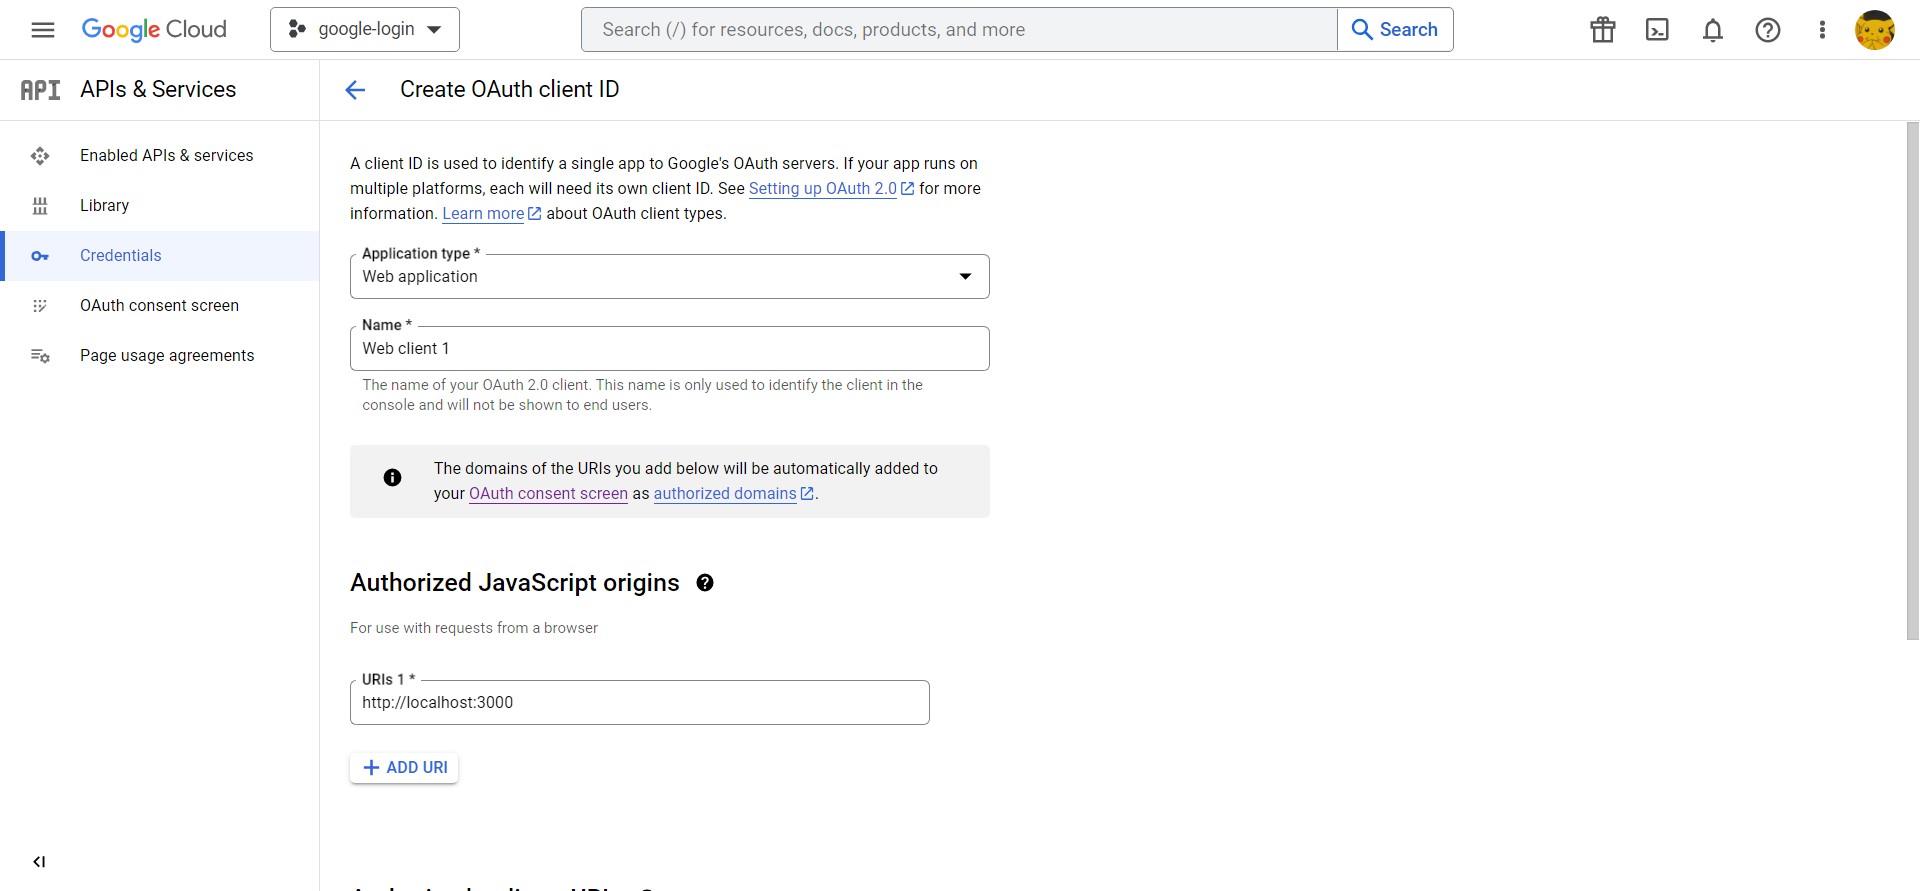 Google Cloud
google-login
Search (/) for resources, docs, products, and more
Search
API
APIs & Services
Create OAuth client ID
Enabled APIs & services
Library
Credentials
OAuth consent screen
Page usage agreements
A client ID is used to identify a single app to Google's OAuth servers. If your app runs on
multiple platforms, each will need its own client ID. See Setting up OAuth 2.0 for more
information. Learn more about OAuth client types.
Application type *
Web application
Name *
Web client 1
The name of your OAuth 2.0 client. This name is only used to identify the client in the
console and will not be shown to end users.
The domains of the URIs you add below will be automatically added to
your OAuth consent screen as authorized domains.
Authorized JavaScript origins
For use with requests from a browser
URIs 1 *
http://localhost:3000
+ ADD URI